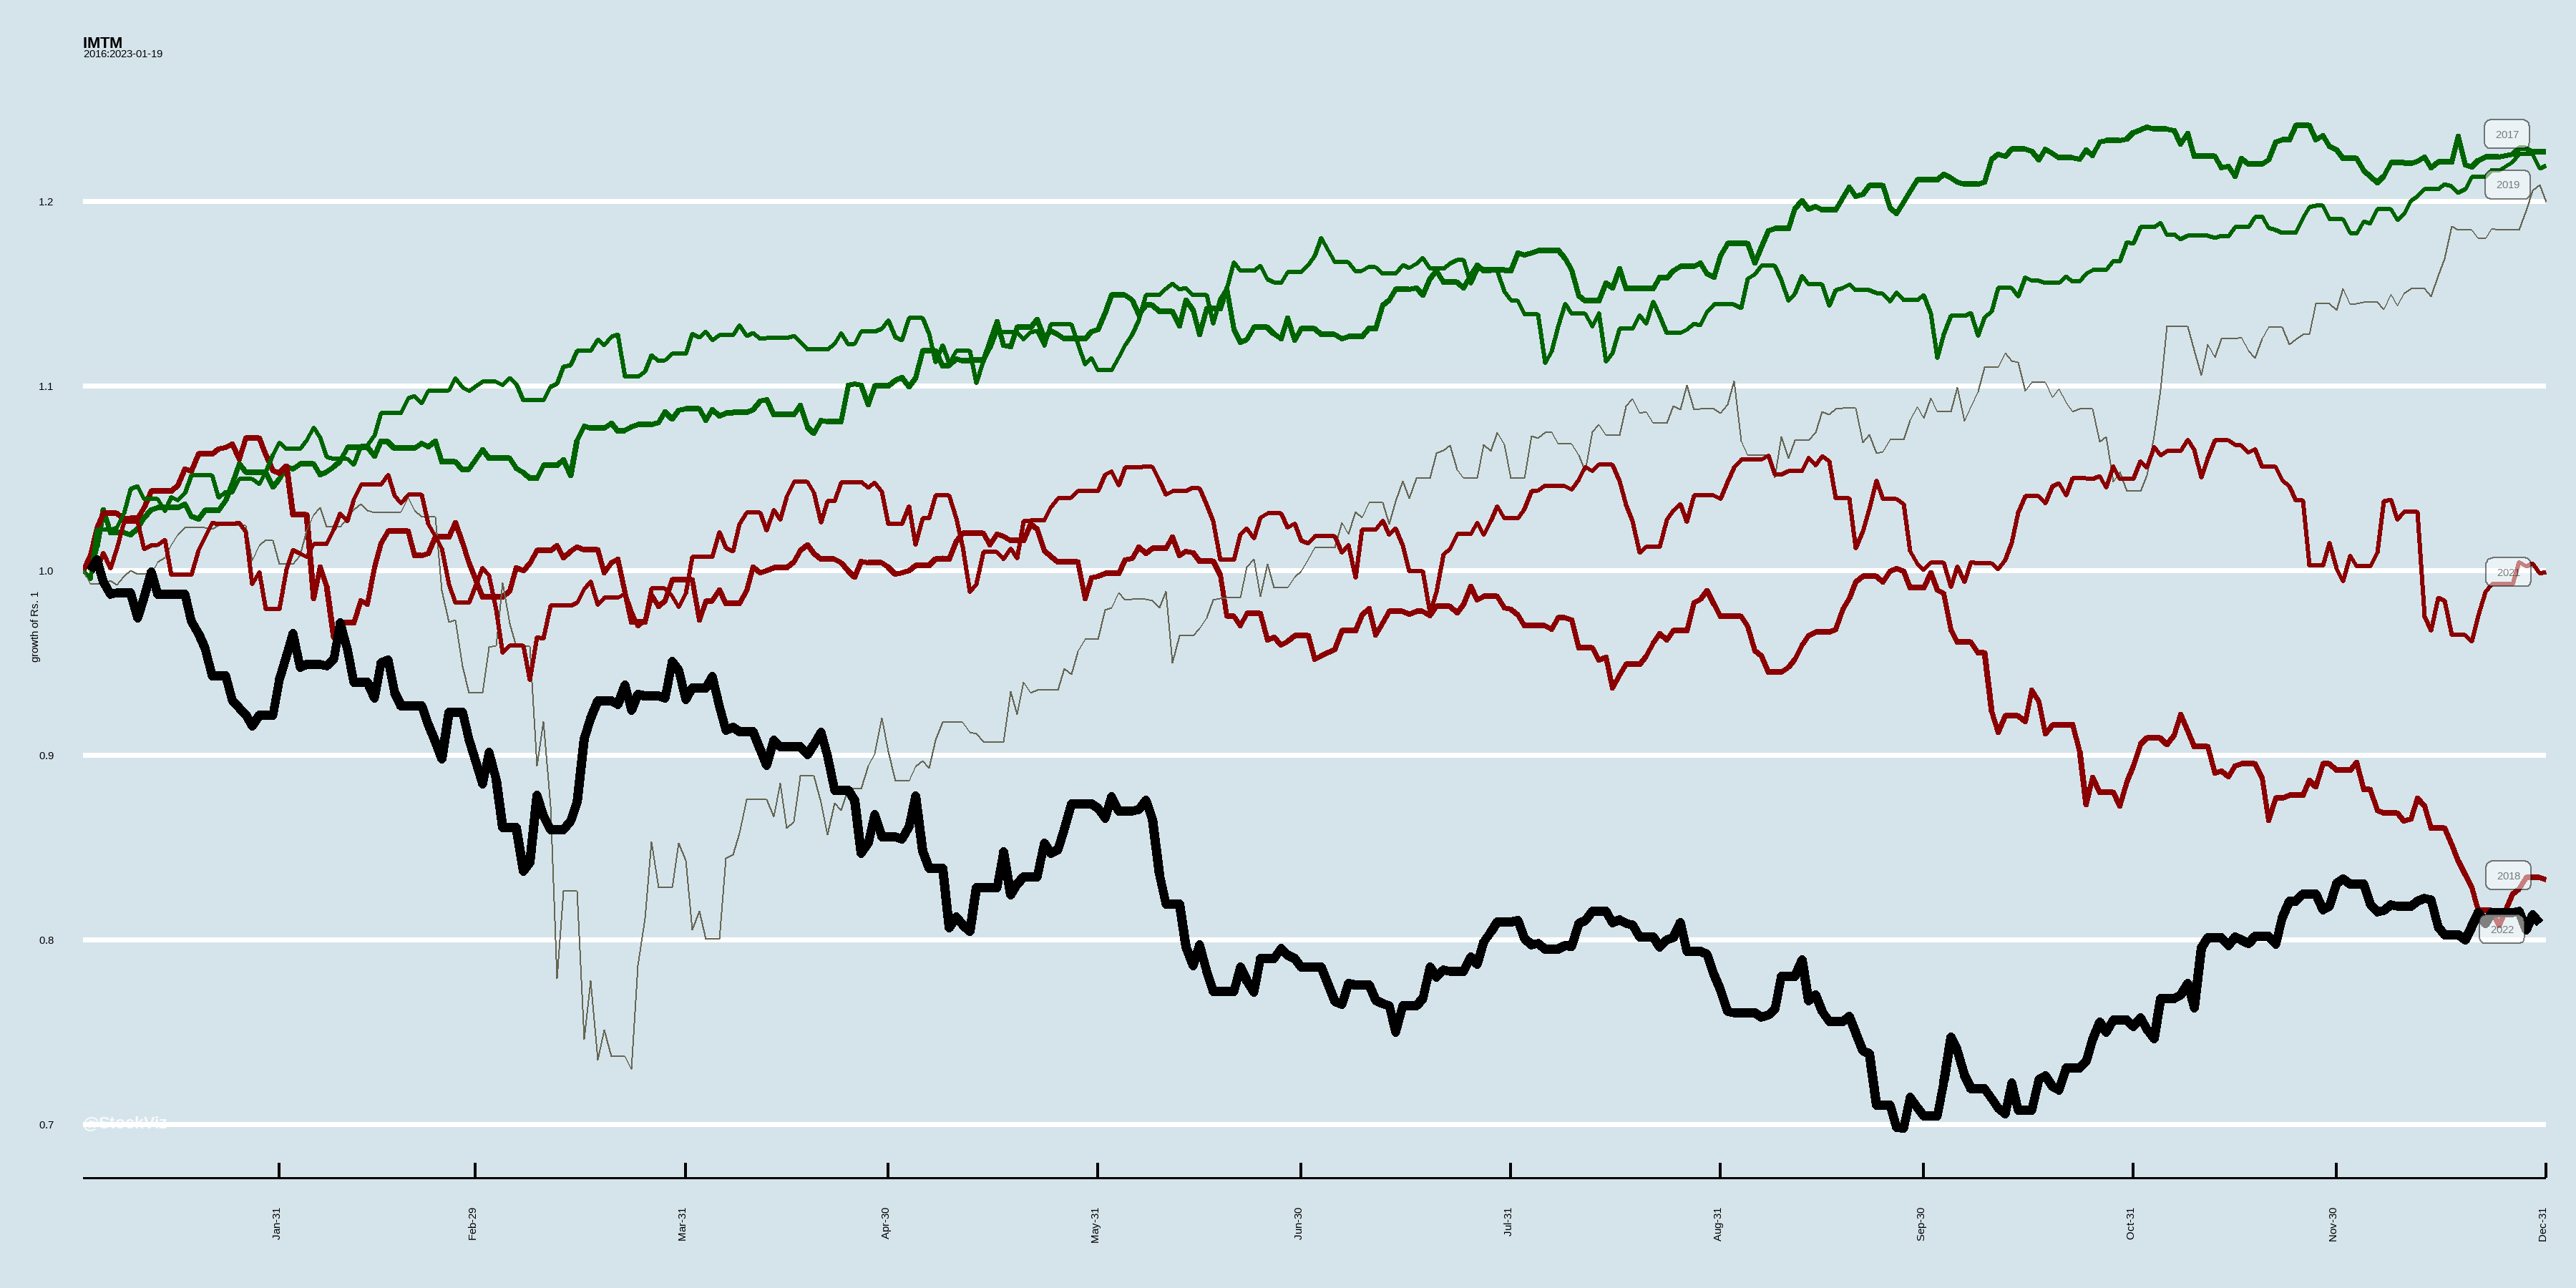 IMTM
2016:2023-01-19
growth of Rs. 1
1.2
1.1
1.0
0.9
0.8
0.7
2017
2019
2021
2018
2022
@StockViz
Jan-31
Feb-29
Mar-31
Apr-30
May-31
Jun-30
Jul-31
Aug-31
Sep-30
Oct-31
Nov-30
Dec-31